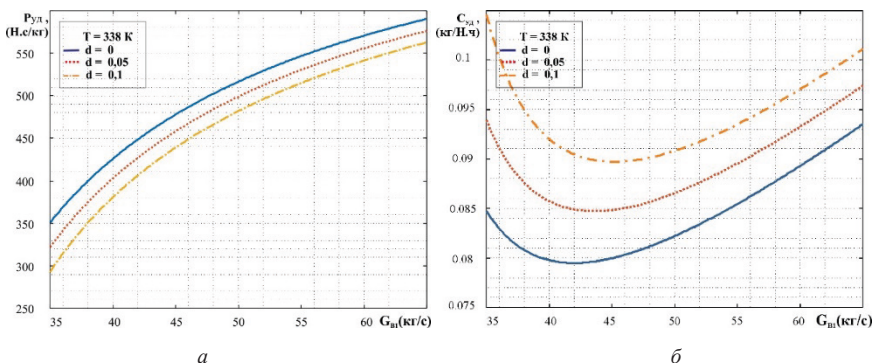 Pуд ,
(Н.с/кг)
T = 338 K
d = 0
d = 0,05
d = 0,1
550
500
450
400
350
300
250
35 40 45 50 55 60 Gвп(кг/с)
а
Cуд ,
(кг/Н.ч)
T = 338 K
d = 0
d = 0,05
d = 0,1
0.1
0.095
0.09
0.085
0.08
0.075
35 40 45 50 55 60 Gвп(кг/с)
б